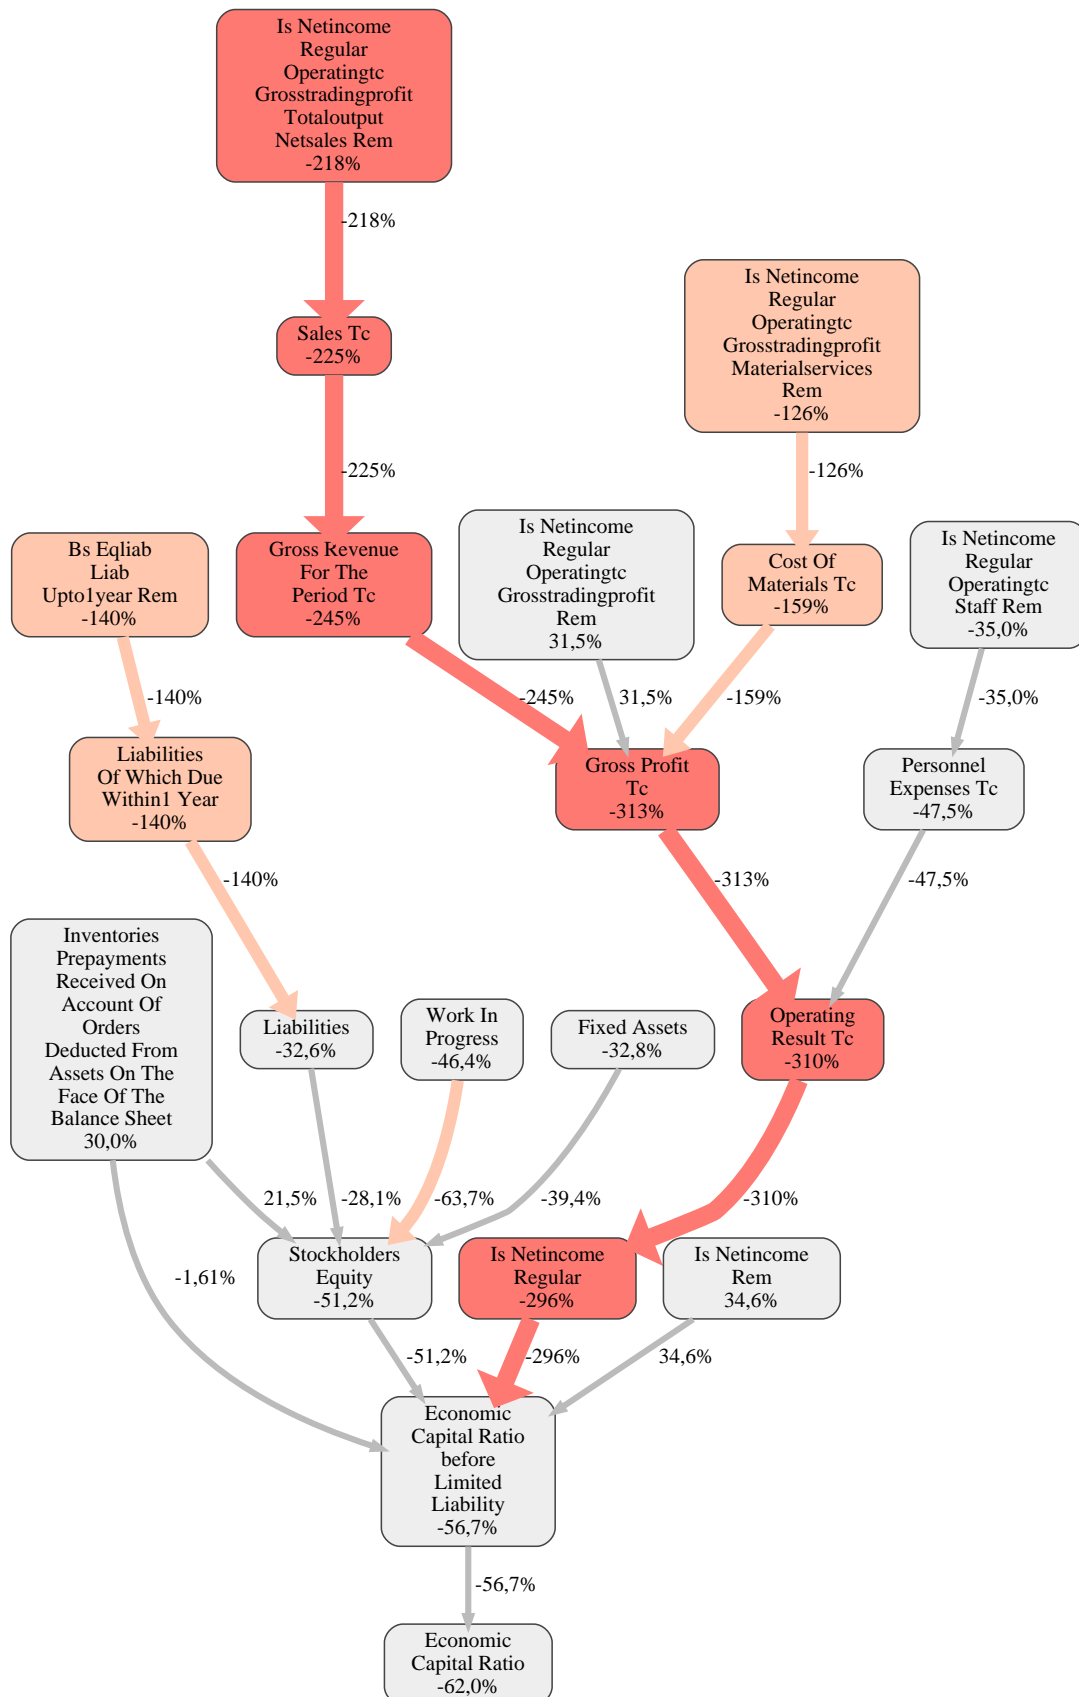 Is Netincome
Regular
Operatingtc
Grosstradingprofit
Totaloutput
Netsales Rem
-218%
-218%
Sales Tc
-225%
Is Netincome
Regular
Operatingtc
Grosstradingprofit
Materialservices
Rem
-126%
-225%
-126%
Bs Eqliab
Liab
Upto1year Rem
-140%
Gross Revenue
For The
Period Tc
-245%
Is Netincome
Regular
Operatingtc
Grosstradingprofit
Rem
31,5%
Cost Of
Materials Tc
-159%
Is Netincome
Regular
Operatingtc
Staff Rem
-35,0%
-140%
-245%
31,5%
-159%
-35,0%
Liabilities
Of Which Due
Within1 Year
-140%
Gross Profit
Tc
-313%
Personnel
Expenses Tc
-47,5%
-140%
-313%
-47,5%
Inventories
Prepayments
Received On
Account Of
Orders
Deducted From
Assets On The
Face Of The
Balance Sheet
30,0%
Liabilities
-32,6%
Work In
Progress
-46,4%
Fixed Assets
-32,8%
Operating
Result Tc
-310%
21,5%
-28,1%
-63,7%
-39,4%
-310%
-1,61%
Stockholders
Equity
-51,2%
Is Netincome
Regular
-296%
Is Netincome
Rem
34,6%
-51,2%
-296%
34,6%
Economic
Capital Ratio
before
Limited
Liability
-56,7%
-56,7%
Economic
Capital Ratio
-62,0%